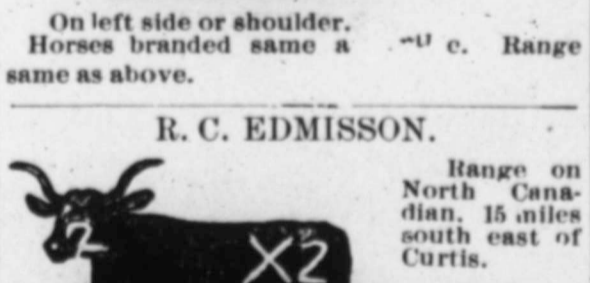 On left side or shoulder.
Horses branded same a c. Range
same as above.
R. C. EDMISSON.
Range on
North Cana-
dian. 15 miles
south east of
Curtis.
2
X2